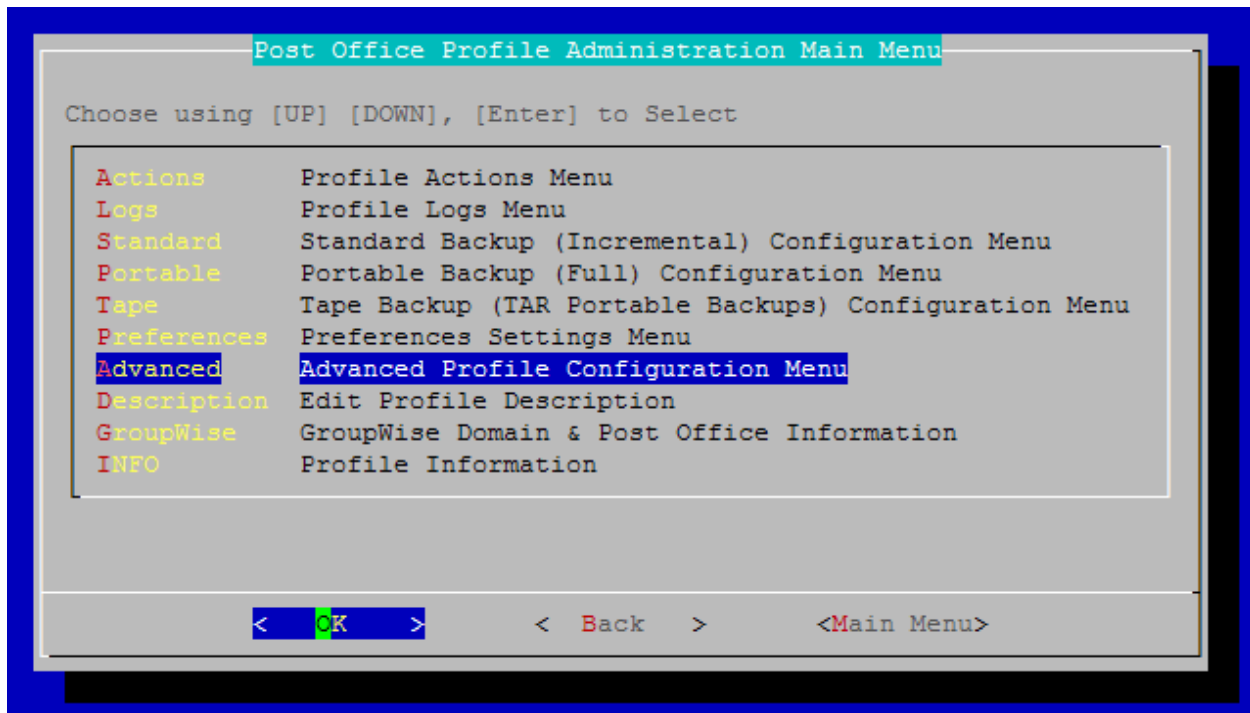 Post Office Profile Administration Main Menu
Choose using [UP] [DOWN], [Enter] to Select
Actions Profile Actions Menu
Logs Profile Logs Menu
Standard Standard Backup (Incremental) Configuration Menu
Portable Portable Backup (Full) Configuration Menu
Tape Tape Backup (TAR Portable Backups) Configuration Menu
Preferences Preferences Settings Menu
Advanced Advanced Profile Configuration Menu
Description Edit Profile Description
GroupWise GroupWise Domain & Post Office Information
INFO Profile Information
< OK > < Back > <Main Menu>